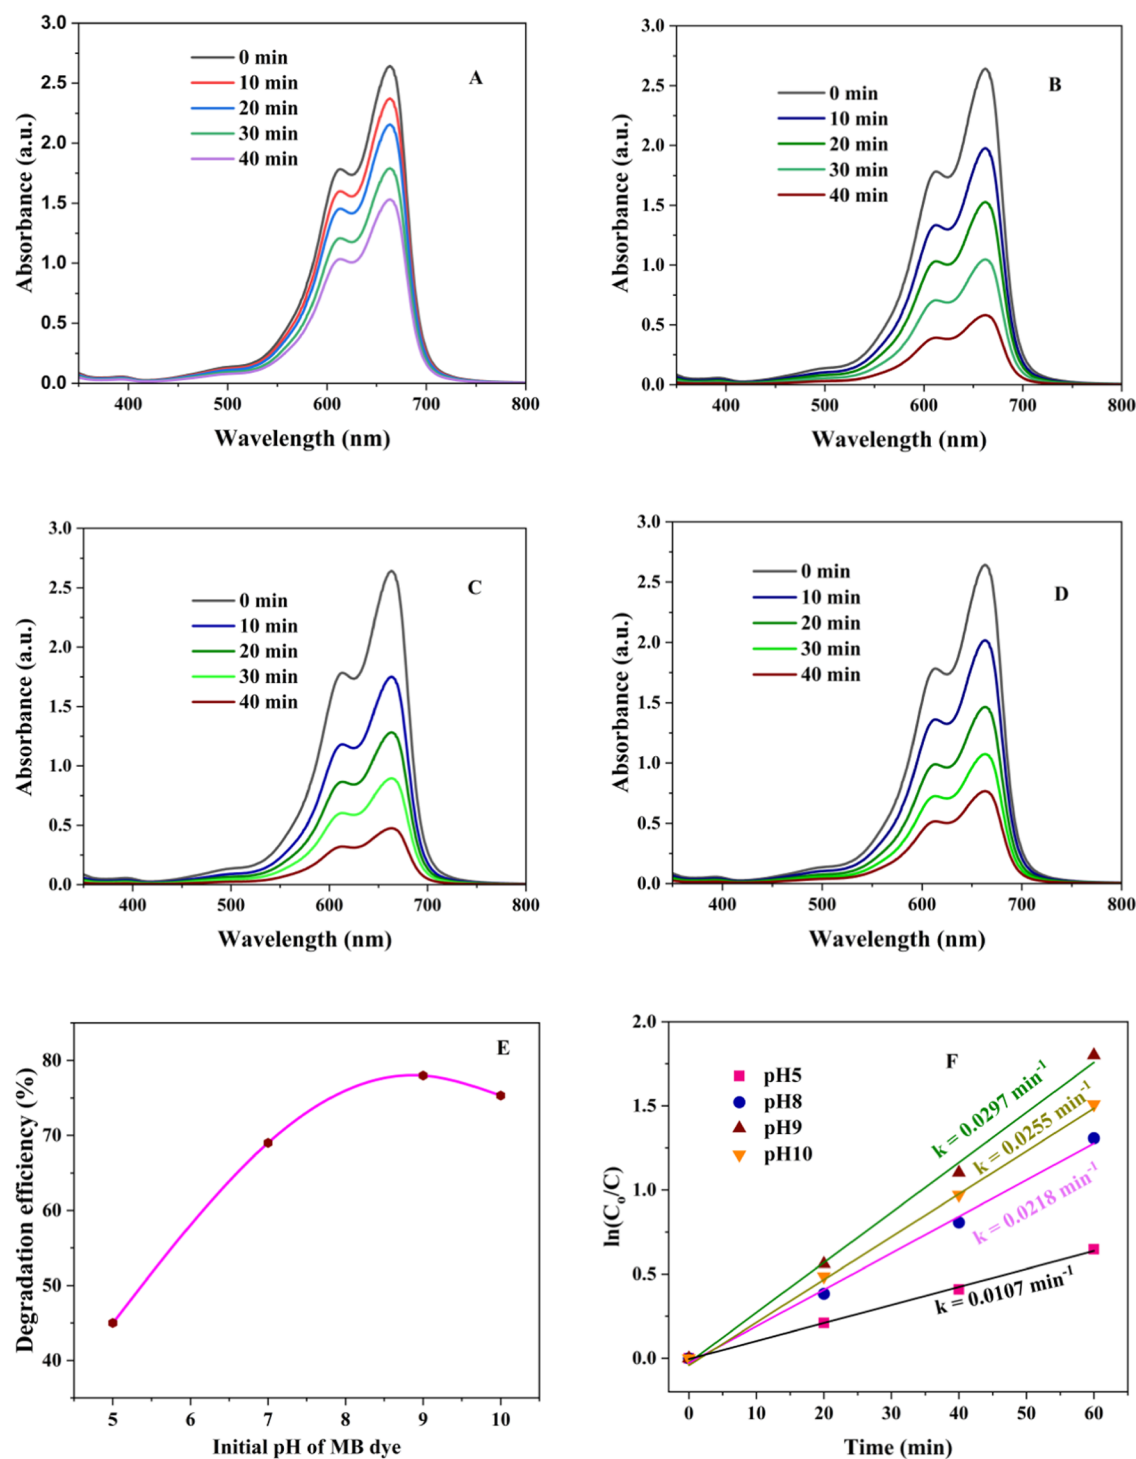 A
0 min
10 min
20 min
30 min
40 min
3.0
2.5
2.0
1.5
1.0
0.5
0.0
400 500 600 700 800
Absorbance (a.u.)
Wavelength (nm)
B
0 min
10 min
20 min
30 min
40 min
3.0
2.5
2.0
1.5
1.0
0.5
0.0
400 500 600 700 800
Absorbance (a.u.)
Wavelength (nm)
C
0 min
10 min
20 min
30 min
40 min
3.0
2.5
2.0
1.5
1.0
0.5
0.0
400 500 600 700 800
Absorbance (a.u.)
Wavelength (nm)
D
0 min
10 min
20 min
30 min
40 min
3.0
2.5
2.0
1.5
1.0
0.5
0.0
400 500 600 700 800
Absorbance (a.u.)
Wavelength (nm)
E
80
70
60
50
40
5 6 7 8 9 10
Degradation efficiency (%)
Initial pH of MB dye
F
pH5
pH8
pH9
pH10
k = 0.0297 min⁻¹
k = 0.0255 min⁻¹
k = 0.0218 min⁻¹
k = 0.0107 min⁻¹
2.0
1.5
1.0
0.5
0.0
0 10 20 30 40 50 60
ln(Cₒ/C)
Time (min)